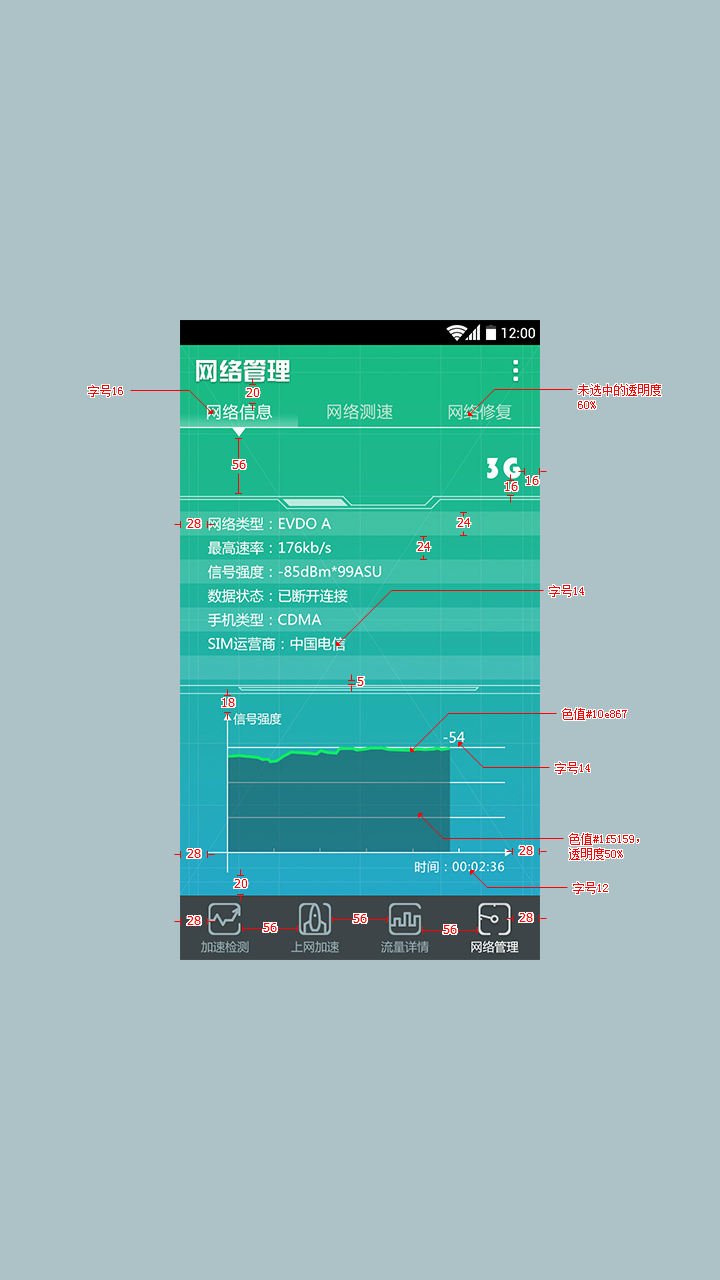 12:00
网络管理
字号16
20
未选中的透明度
60%
网络信息 网络测速 网络修复
56
3G
16
16
28
网络类型：EVDO A
24
最高速率：176kb/s
24
信号强度：-85dBm*99ASU
字号14
数据状态：已断开连接
手机类型：CDMA
SIM运营商：中国电信
5
18
信号强度
色值#10e867
-54
字号14
色值#1f5159，
透明度50%
28
28
时间：00:02:36
20
字号12
28
56
56
56
28
加速检测 上网加速 流量详情 网络管理